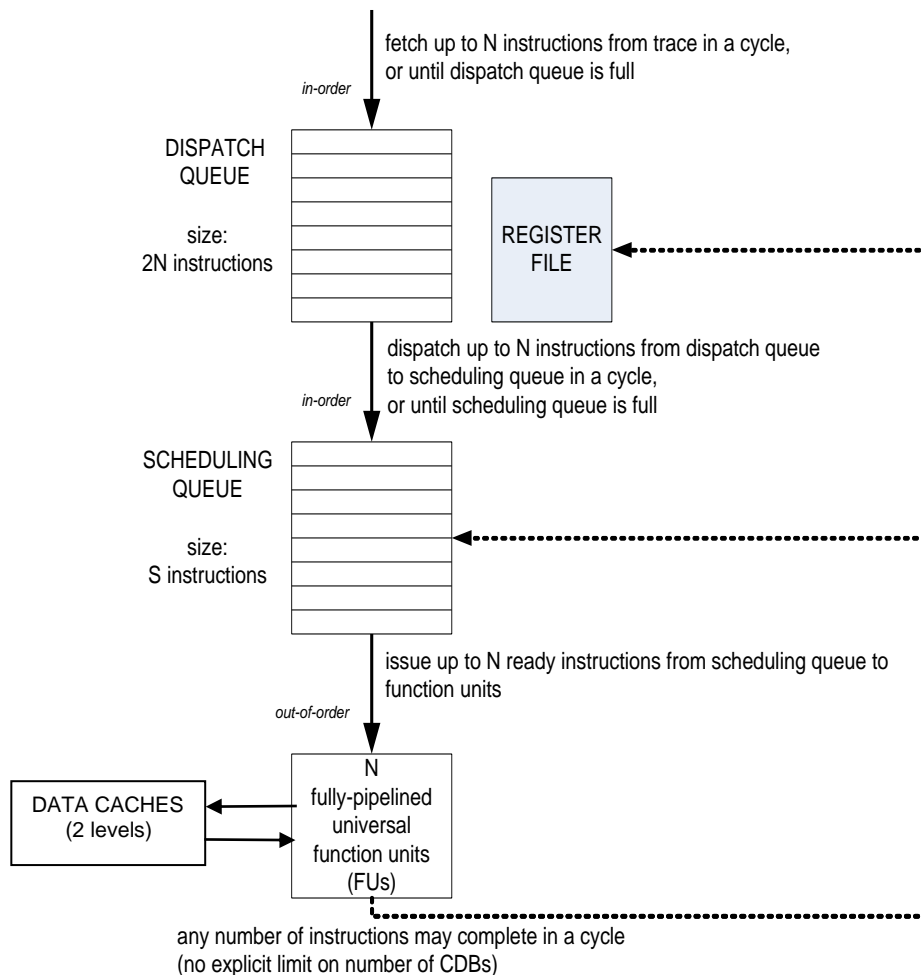 fetch up to N instructions from trace in a cycle,
or until dispatch queue is full
in-order
DISPATCH
QUEUE
size:
2N instructions
REGISTER
FILE
dispatch up to N instructions from dispatch queue
to scheduling queue in a cycle,
or until scheduling queue is full
in-order
SCHEDULING
QUEUE
size:
S instructions
issue up to N ready instructions from scheduling queue to
function units
out-of-order
DATA CACHES
(2 levels)
N
fully-pipelined
universal
function units
(FUs)
any number of instructions may complete in a cycle
(no explicit limit on number of CDBs)